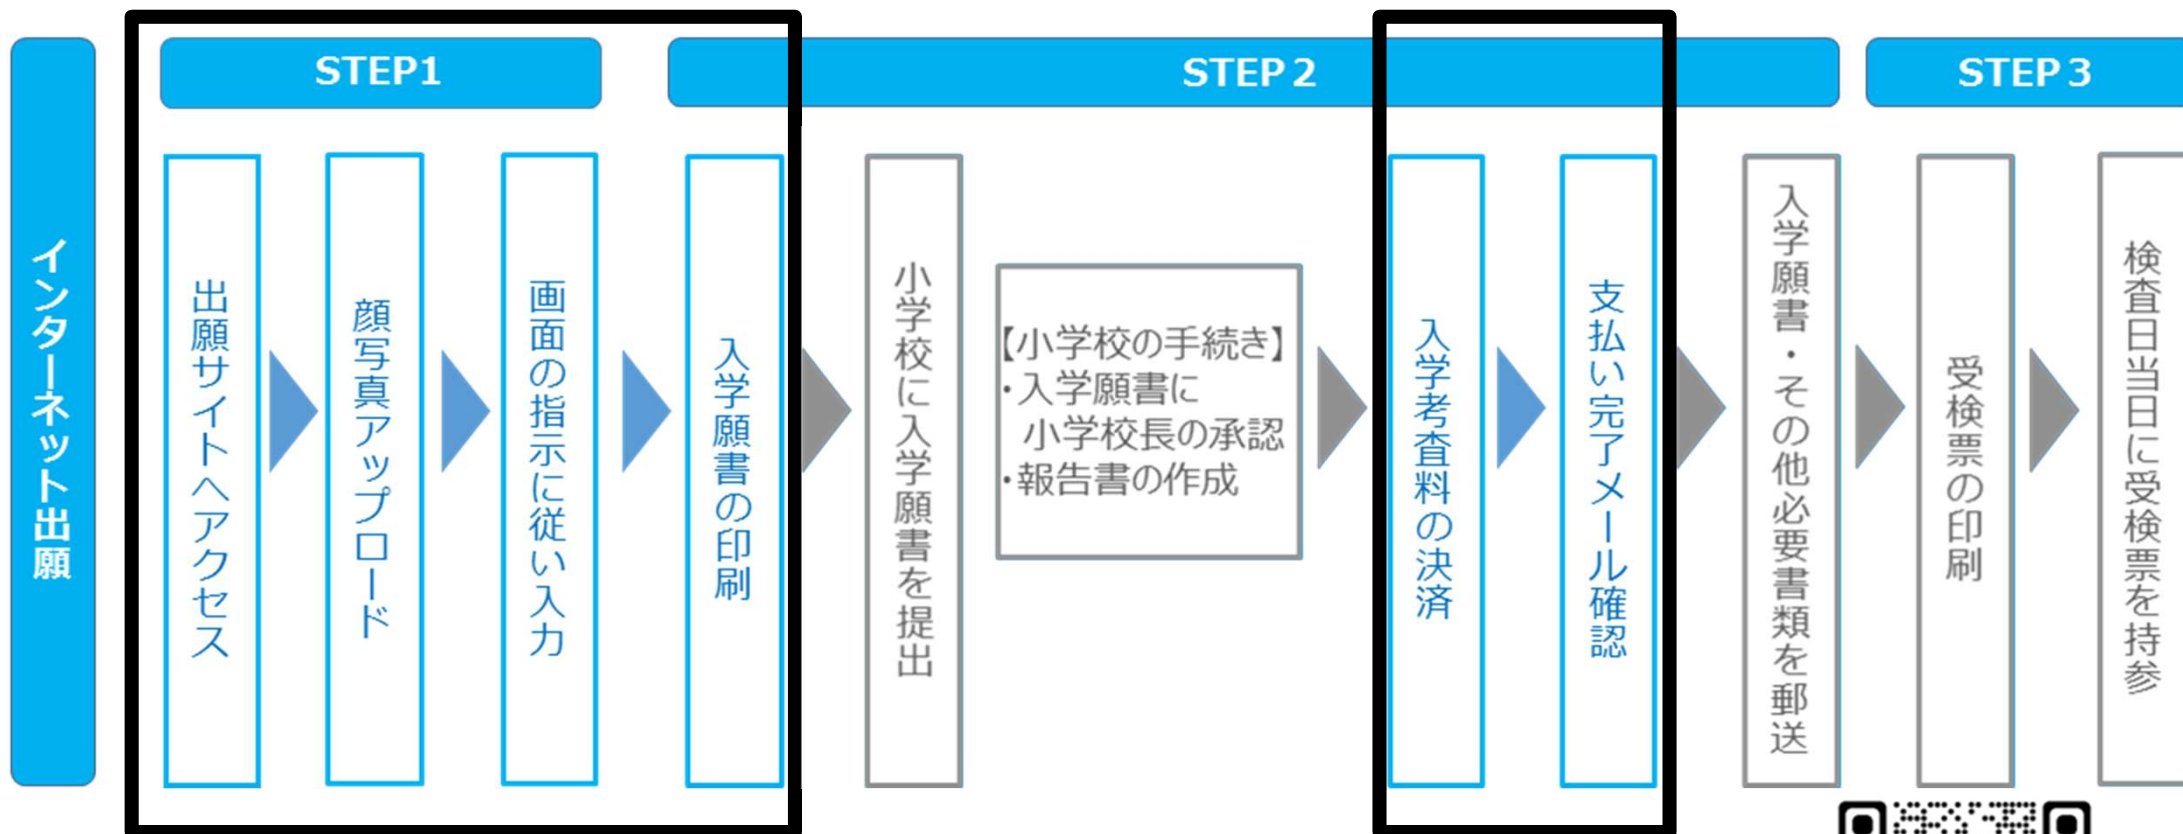 インターネット出願
STEP1
STEP２
STEP３
出願サイトへアクセス
顔写真アップロード
画面の指示に従い入力
入学願書の印刷
小学校に入学願書を提出
【小学校の手続き】
・入学願書に
小学校長の承認
・報告書の作成
入学考査料の決済
支払い完了メール確認
入学願書・その他必要書類を郵送
受検票の印刷
検査日当日に受検票を持参